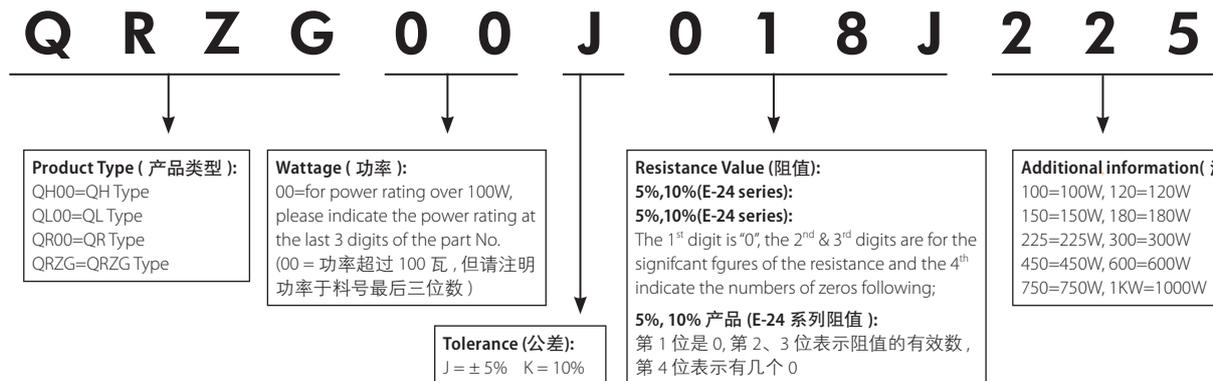 QRZG00J018J225
Product Type ( 产品类型 ):
QH00=QH Type
QL00=QL Type
QR00=QR Type
QRZG=QRZG Type
Wattage ( 功率 ):
00=for power rating over 100W,
please indicate the power rating at
the last 3 digits of the part No.
(00 = 功率超过 100 瓦 , 但请注明
功率于料号最后三位数 )
Tolerance (公差):
J = ± 5% K = 10%
Resistance Value (阻值):
5%,10%(E-24 series):
5%,10%(E-24 series):
The 1st digit is “0”, the 2nd & 3rd digits are for the
signifcant fgures of the resistance and the 4th
indicate the numbers of zeros following;
5%, 10% 产品 (E-24 系列阻值 ):
第 1 位是 0, 第 2、3 位表示阻值的有效数 ,
第 4 位表示有几个 0
Additional information(
100=100W, 120=120W
150=150W, 180=180W
225=225W, 300=300W
450=450W, 600=600W
750=750W, 1KW=1000W